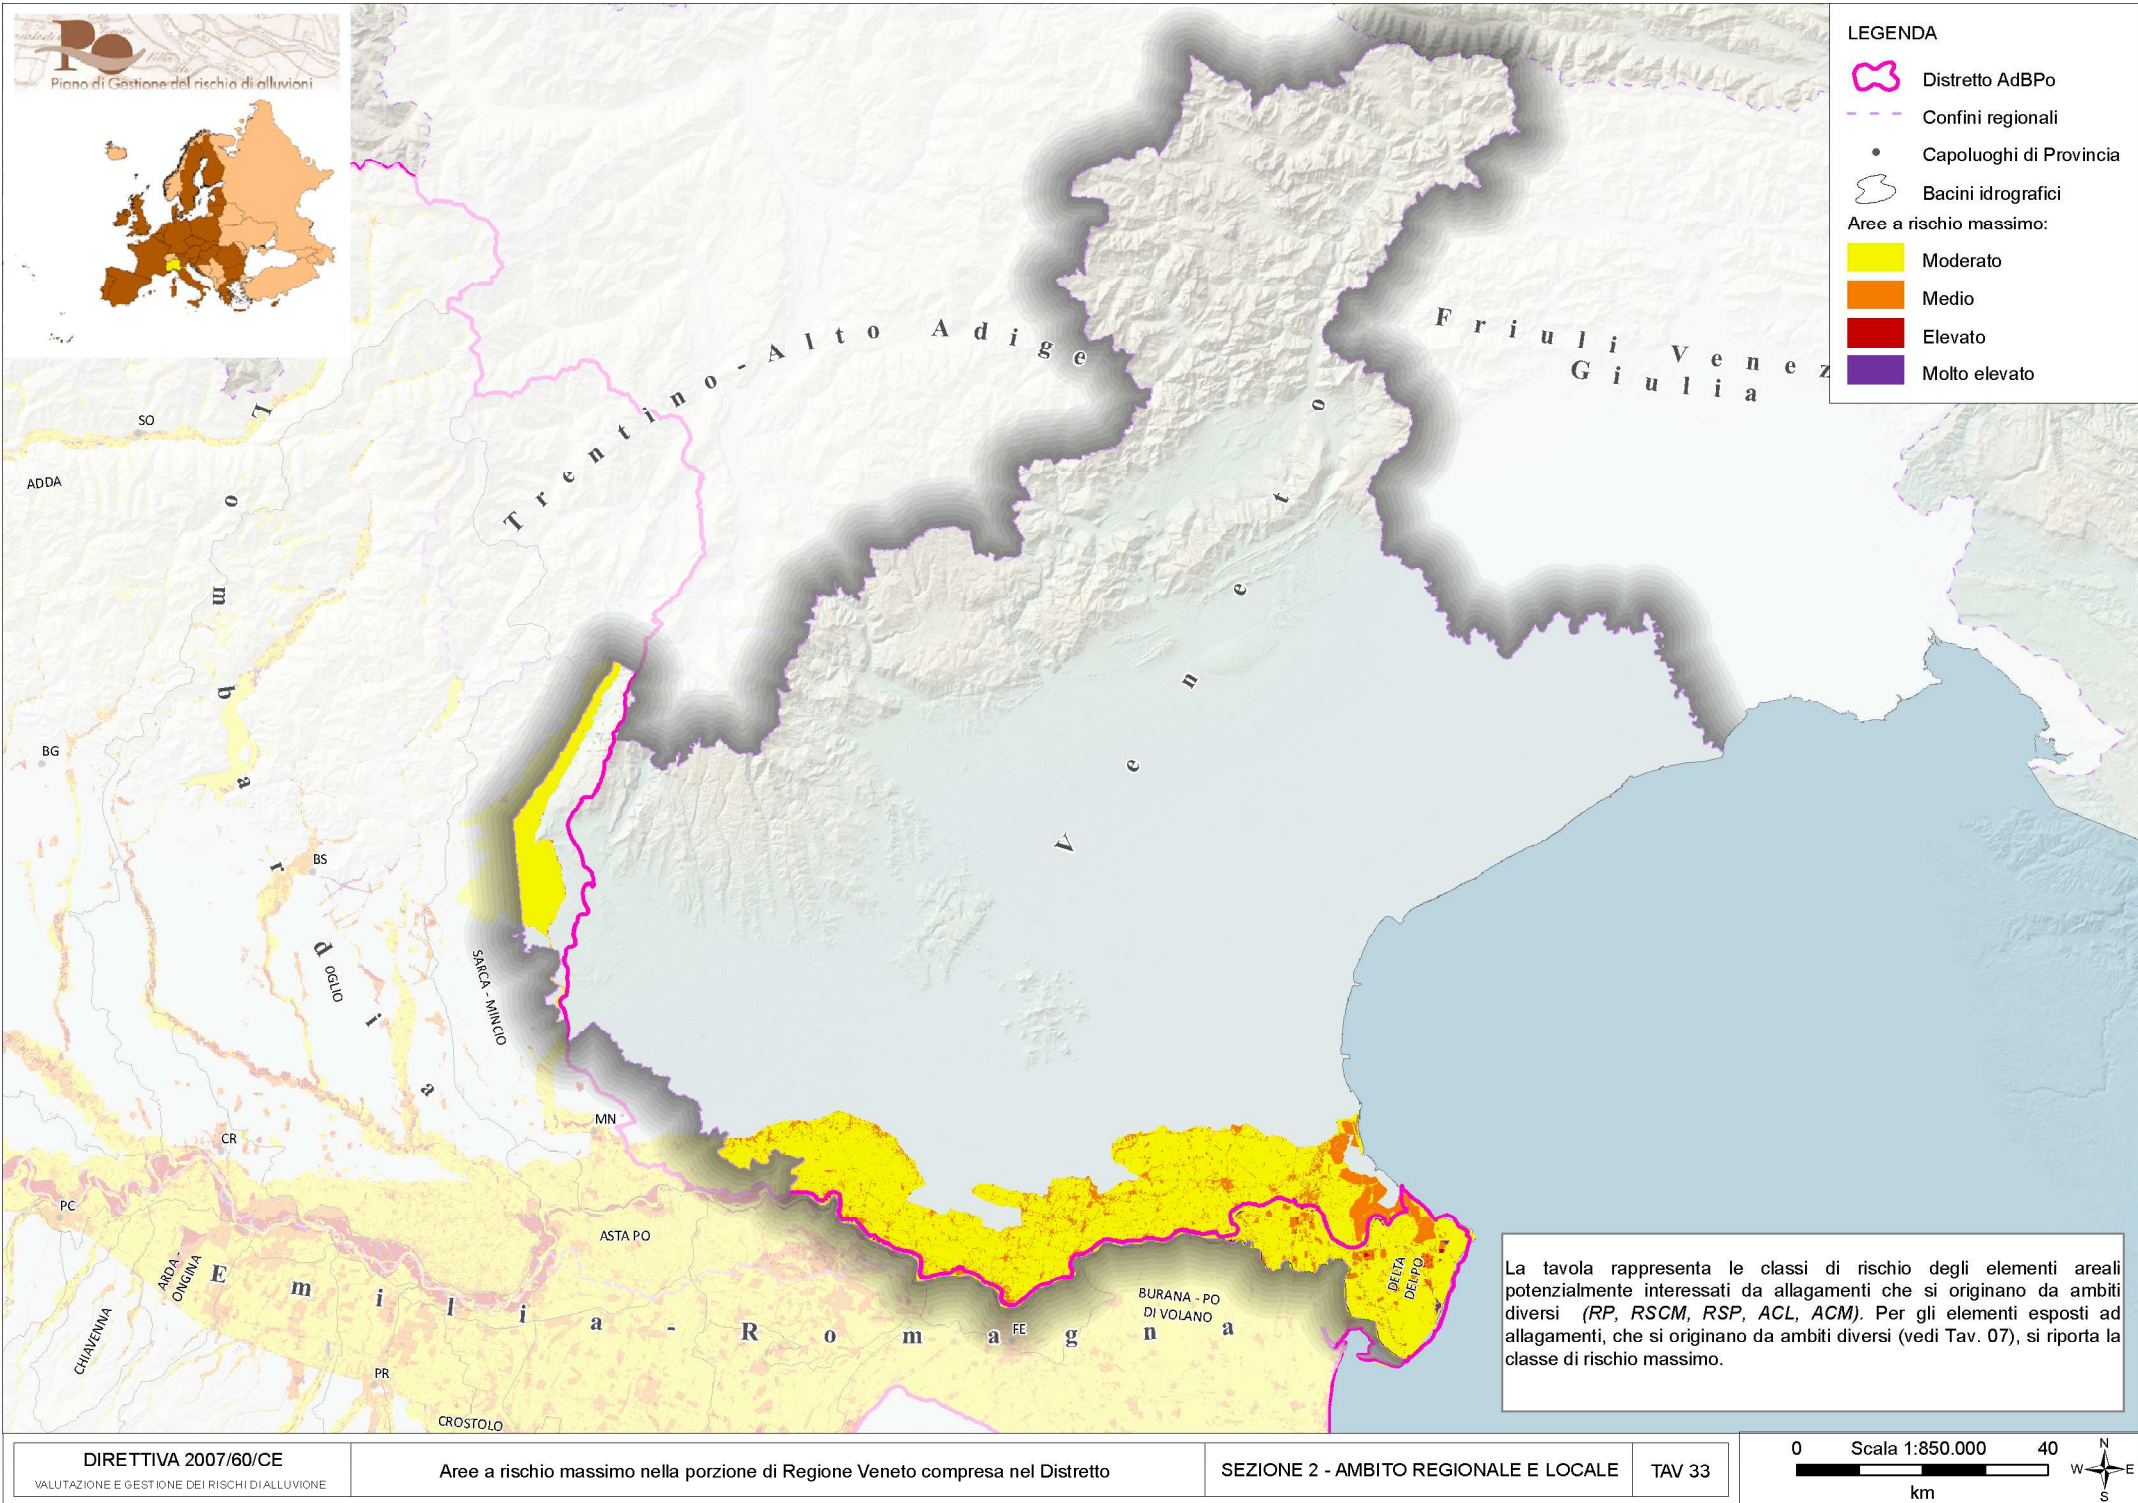 Po
Piano di Gestione del rischio di alluvioni
LEGENDA
Distretto AdBPo
Confini regionali
Capoluoghi di Provincia
Bacini idrografici
Aree a rischio massimo:
Moderato
Medio
Elevato
Molto elevato
Trentino-Alto Adige
Friuli Venez
Giulia
Veneto
Lombardia
Emilia-Romagna
SO
ADDA
BG
BS
OGLIO
SARCA - MINCIO
MN
CR
PC
ASTA PO
ARDA -
ONGINA
CHIAVENNA
PR
CROSTOLO
FE
BURANA - PO
DI VOLANO
DELTA
DEL PO
La tavola rappresenta le classi di rischio degli elementi areali
potenzialmente interessati da allagamenti che si originano da ambiti
diversi (RP, RSCM, RSP, ACL, ACM). Per gli elementi esposti ad
allagamenti, che si originano da ambiti diversi (vedi Tav. 07), si riporta la
classe di rischio massimo.
DIRETTIVA 2007/60/CE
VALUTAZIONE E GESTIONE DEI RISCHI DI ALLUVIONE
Aree a rischio massimo nella porzione di Regione Veneto compresa nel Distretto
SEZIONE 2 - AMBITO REGIONALE E LOCALE
TAV 33
0 Scala 1:850.000 40
km
N
W E
S